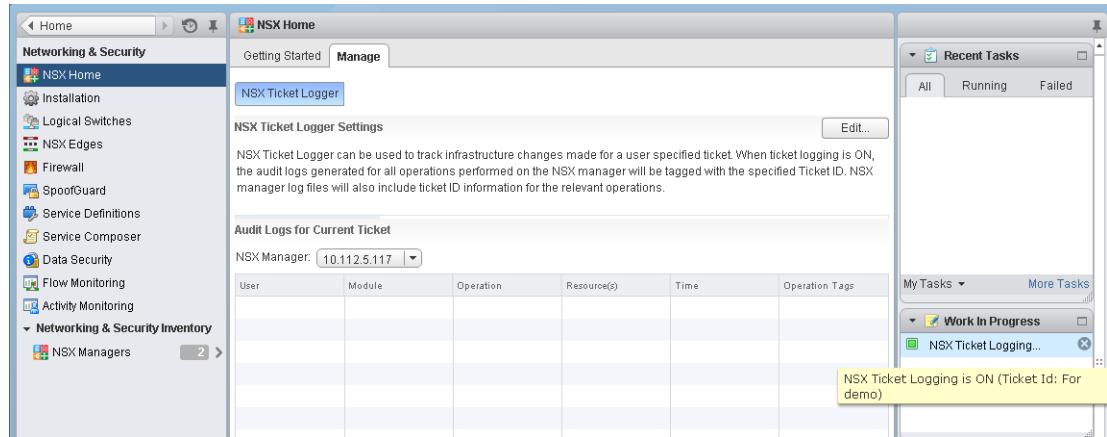 Home
Networking & Security
NSX Home
Installation
Logical Switches
NSX Edges
Firewall
SpoofGuard
Service Definitions
Service Composer
Data Security
Flow Monitoring
Activity Monitoring
Networking & Security Inventory
NSX Managers 2
NSX Home
Getting Started Manage
NSX Ticket Logger
NSX Ticket Logger Settings Edit...
NSX Ticket Logger can be used to track infrastructure changes made for a user specified ticket. When ticket logging is ON,
the audit logs generated for all operations performed on the NSX manager will be tagged with the specified Ticket ID. NSX
manager log files will also include ticket ID information for the relevant operations.
Audit Logs for Current Ticket
NSX Manager: 10.112.5.117
User Module Operation Resource(s) Time Operation Tags
Recent Tasks
All Running Failed
My Tasks More Tasks
Work In Progress
NSX Ticket Logging...
NSX Ticket Logging is ON (Ticket Id: For
demo)